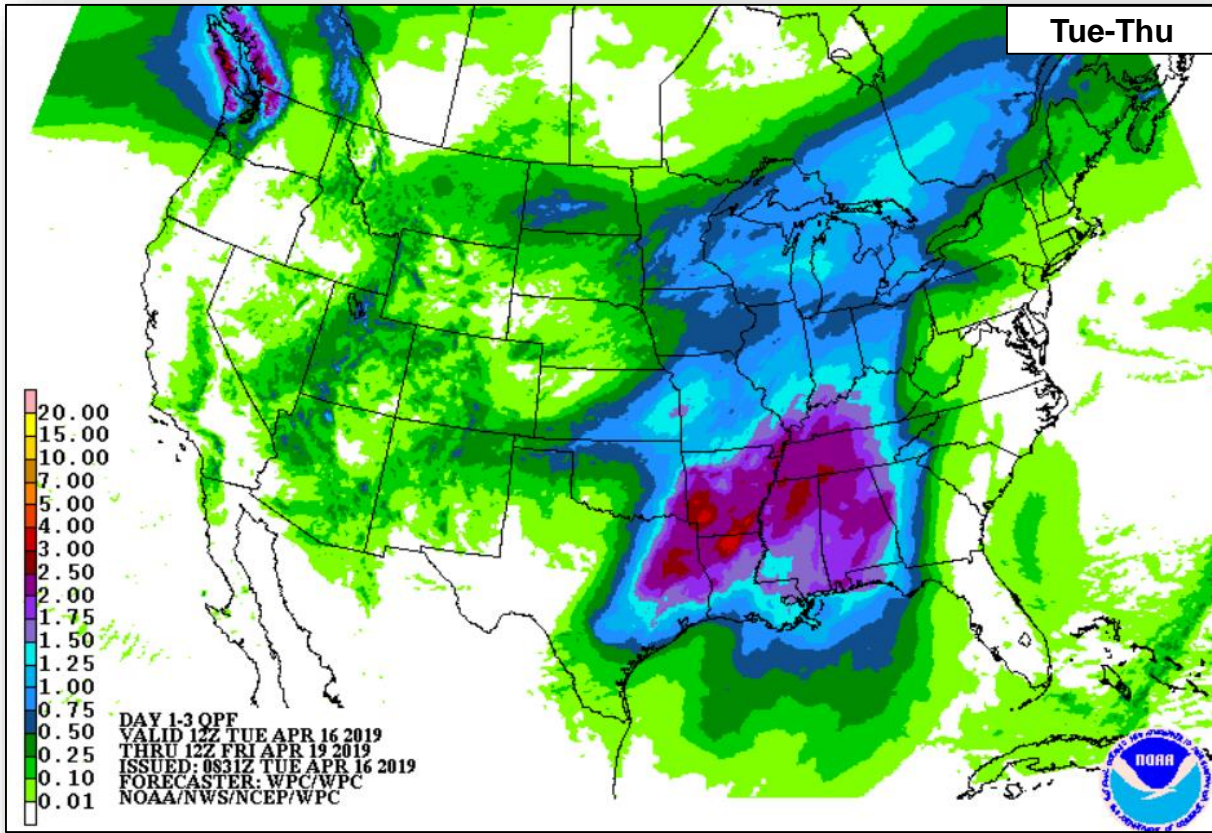 Tue-Thu
20.00
15.00
10.00
7.00
5.00
4.00
3.00
2.50
2.00
1.75
1.50
1.25
1.00
0.75
0.50
0.25
0.10
0.01
DAY 1-3 QPF
VALID 12Z TUE APR 16 2019
THRU 12Z FRI APR 19 2019
ISSUED: 0831Z TUE APR 16 2019
FORECASTER: WPC/WPC
NOAA/NWS/NCEP/WPC
NOAA